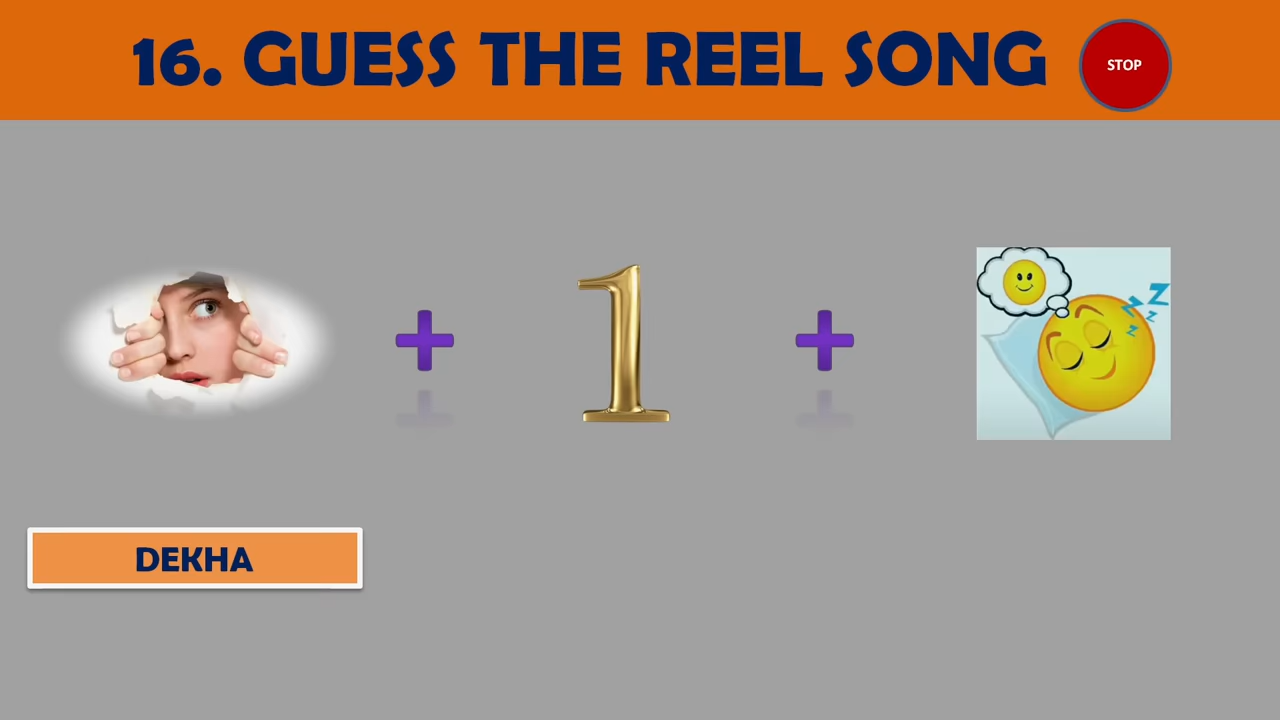 16. GUESS THE REEL SONG
STOP
1
Z
Z
Z
Z
DEKHA